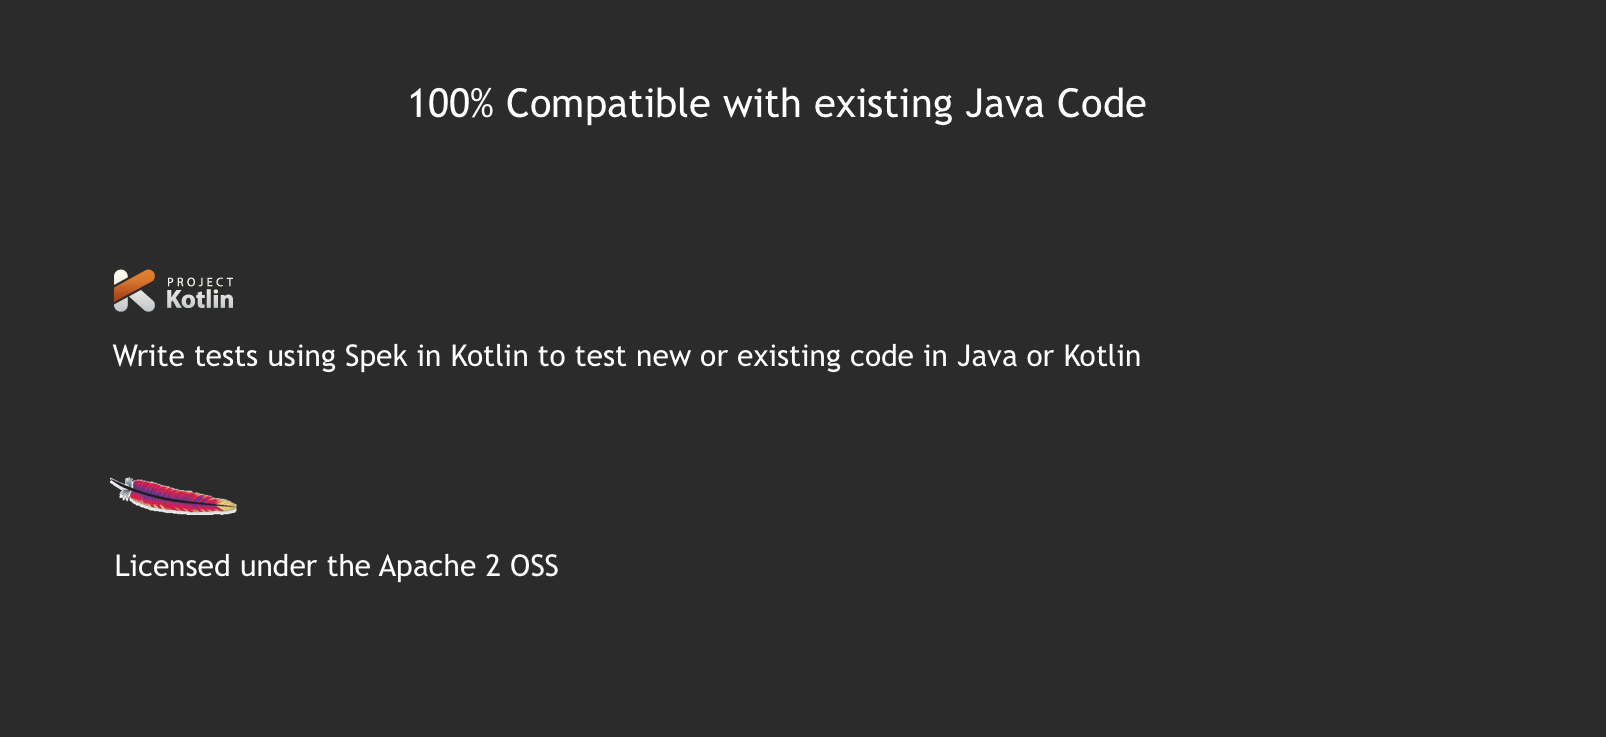 100% Compatible with existing Java Code
PROJECT
Kotlin
Write tests using Spek in Kotlin to test new or existing code in Java or Kotlin
Licensed under the Apache 2 OSS